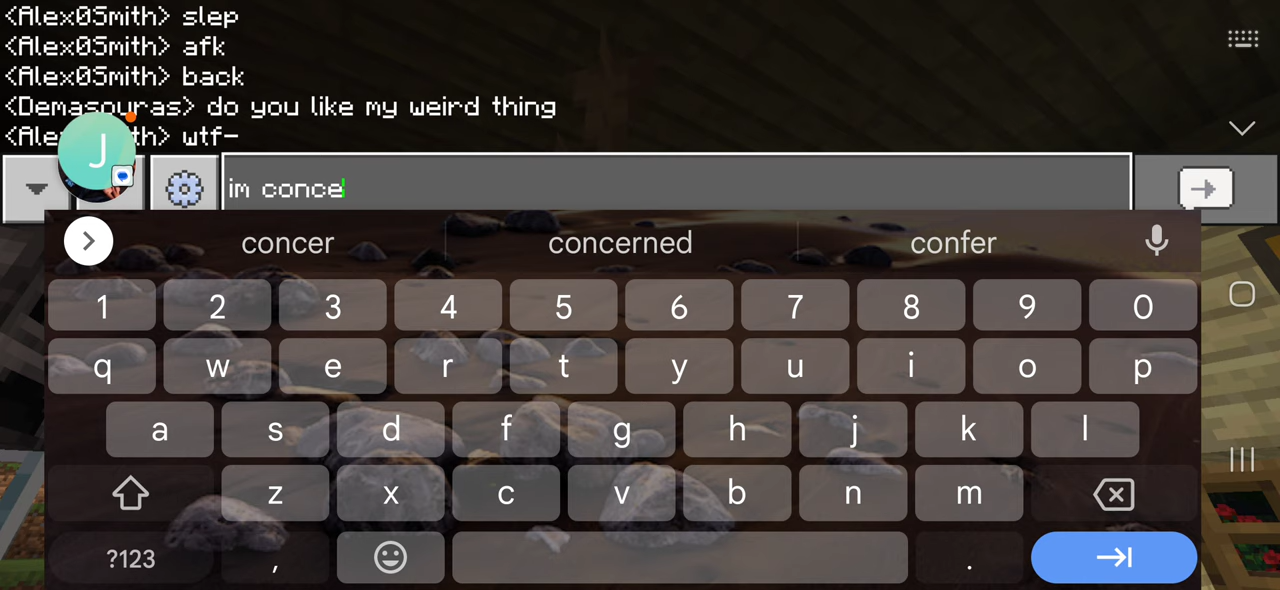 <Alex0Smith> slep
<Alex0Smith> afk
<Alex0Smith> back
<Demasouras> do you like my weird thing
<Ale th> wtf-
J
im conce
concer concerned confer
1 2 3 4 5 6 7 8 9 0
q w e r t y u i o p
a s d f g h j k l
z x c v b n m
?123 , .